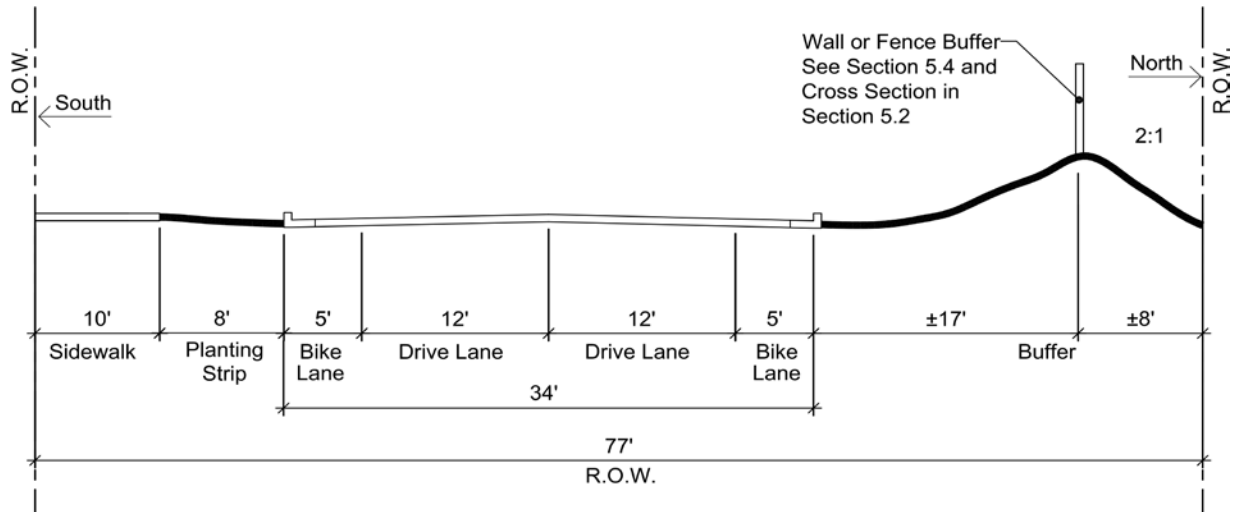 R.O.W.
South
Wall or Fence Buffer
See Section 5.4 and
Cross Section in
Section 5.2
North
R.O.W.
2:1
10'
8'
5'
12'
12'
5'
±17'
±8'
Sidewalk
Planting
Strip
Bike
Lane
Drive Lane
Drive Lane
Bike
Lane
Buffer
34'
77'
R.O.W.